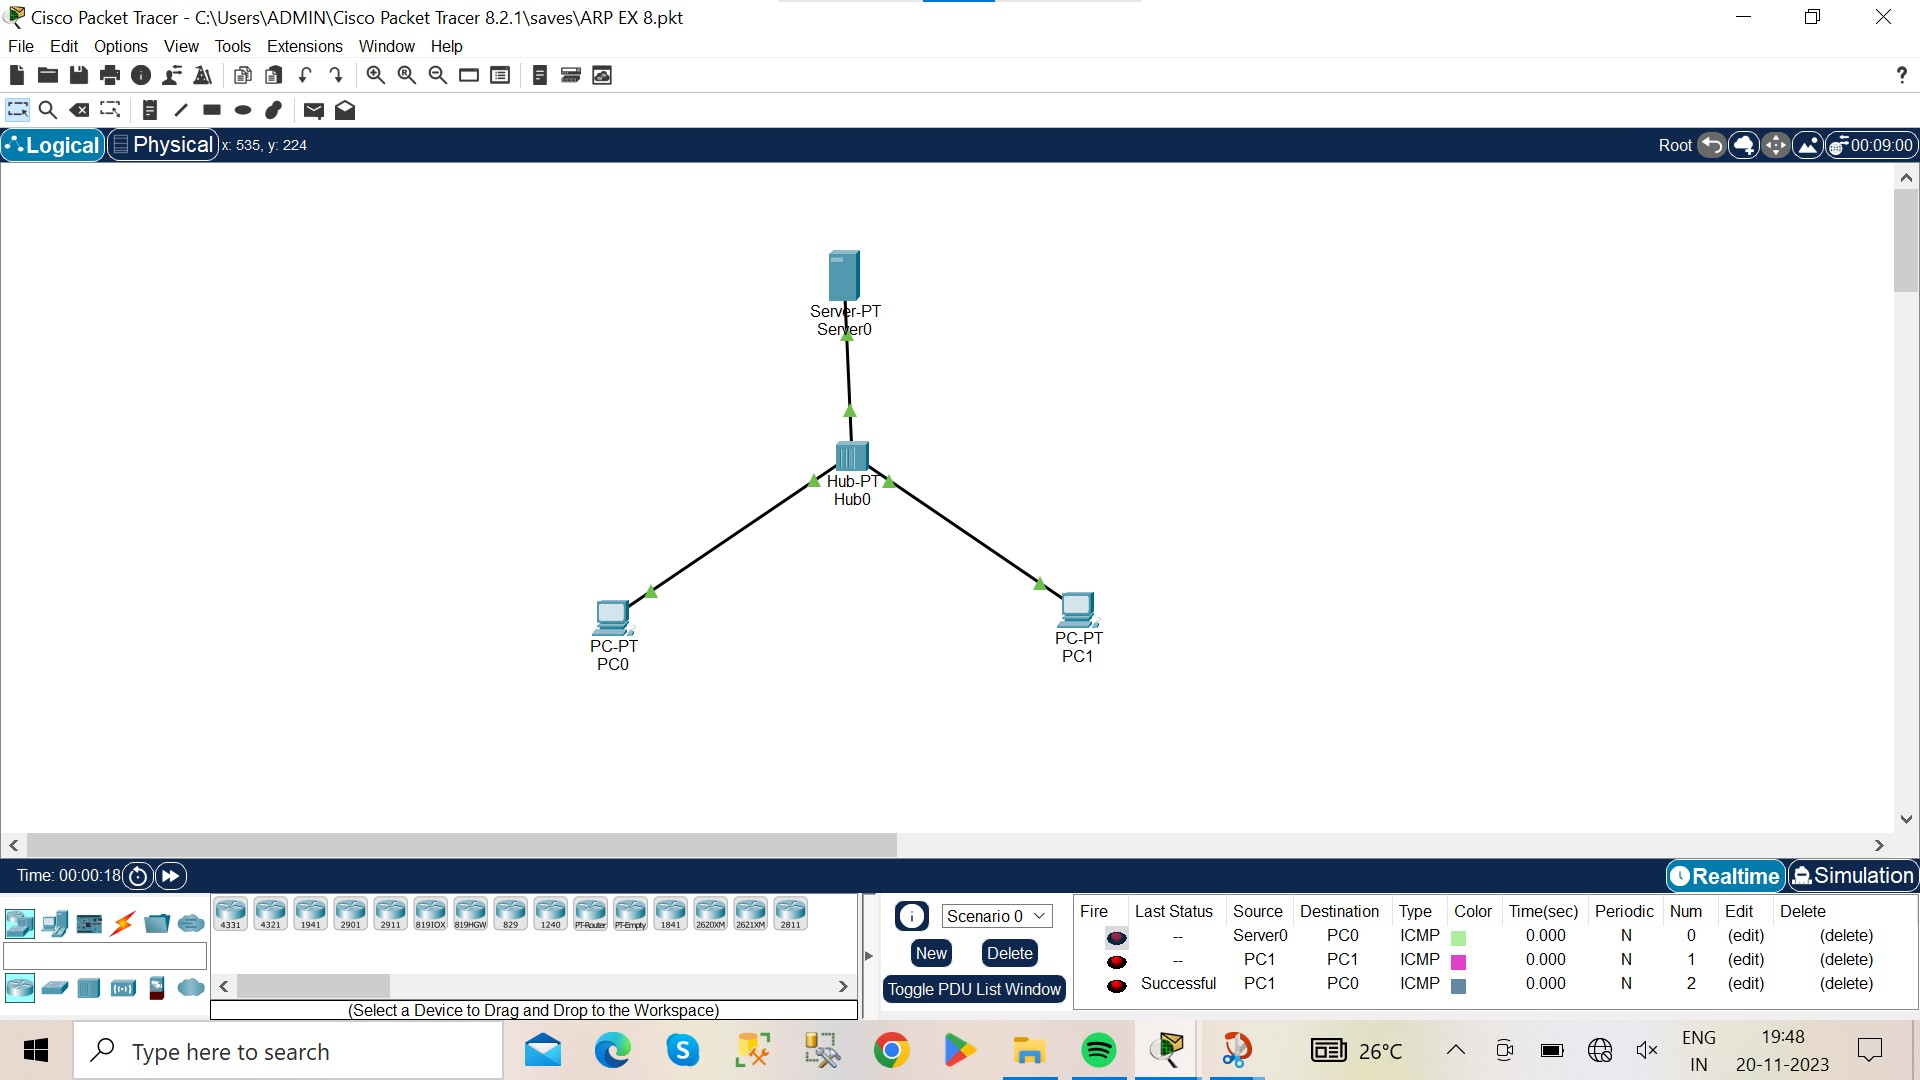 Cisco Packet Tracer - C:\Users\ADMIN\Cisco Packet Tracer 8.2.1\saves\ARP EX 8.pkt
File Edit Options View Tools Extensions Window Help
?
Logical Physical x: 535, y: 224 Root 00:09:00
Server-PT
Server0
Hub-PT
Hub0
PC-PT
PC0
PC-PT
PC1
Time: 00:00:18 Realtime Simulation
4331 4321 1941 2901 2911 819IOX 819HGW 829 1240 PT-Router PT-Empty 1841 2620XM 2621XM 2811
(Select a Device to Drag and Drop to the Workspace)
Scenario 0
New Delete
Toggle PDU List Window
Fire Last Status Source Destination Type Color Time(sec) Periodic Num Edit Delete
-- Server0 PC0 ICMP 0.000 N 0 (edit) (delete)
-- PC1 PC1 ICMP 0.000 N 1 (edit) (delete)
Successful PC1 PC0 ICMP 0.000 N 2 (edit) (delete)
Type here to search
26°C
ENG
IN
19:48
20-11-2023